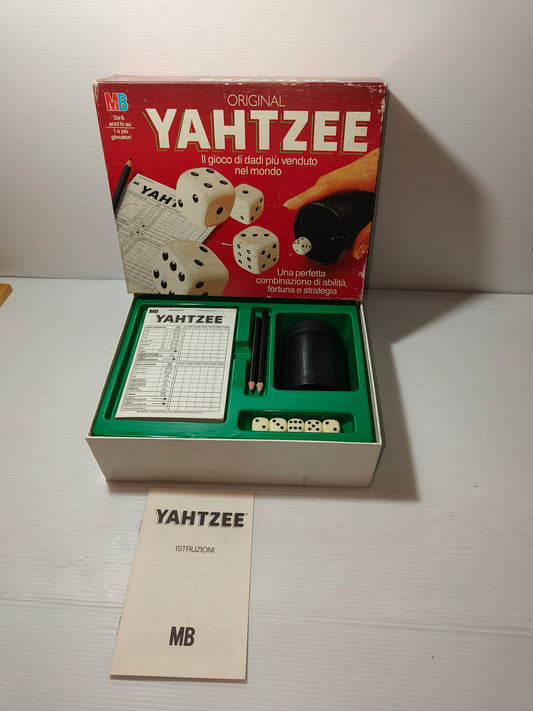 MB
Da 8
anni in su
1 o più
giocatori
ORIGINAL
YAHTZEE
Il gioco di dadi più venduto
nel mondo
YAHT
Una perfetta
combinazione di abilità,
fortuna e strategia
MB
YAHTZEE
YAHTZEE
ISTRUZIONI
MB